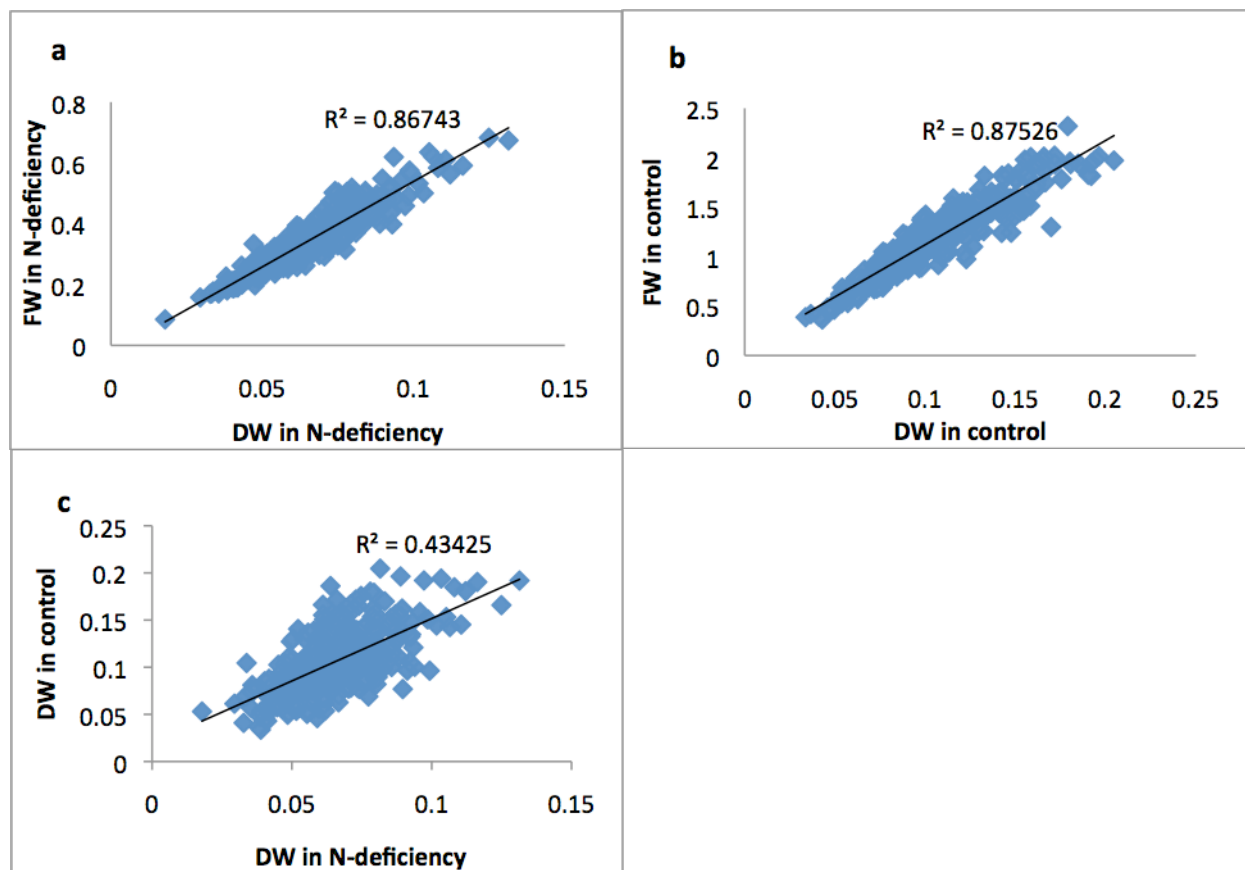 a
R² = 0.86743
0.8
0.6
0.4
0.2
0
FW in N-deficiency
0
0.05
0.1
0.15
DW in N-deficiency
b
R² = 0.87526
2.5
2
1.5
1
0.5
0
FW in control
0
0.05
0.1
0.15
0.2
0.25
DW in control
c
R² = 0.43425
0.25
0.2
0.15
0.1
0.05
0
DW in control
0
0.05
0.1
0.15
DW in N-deficiency